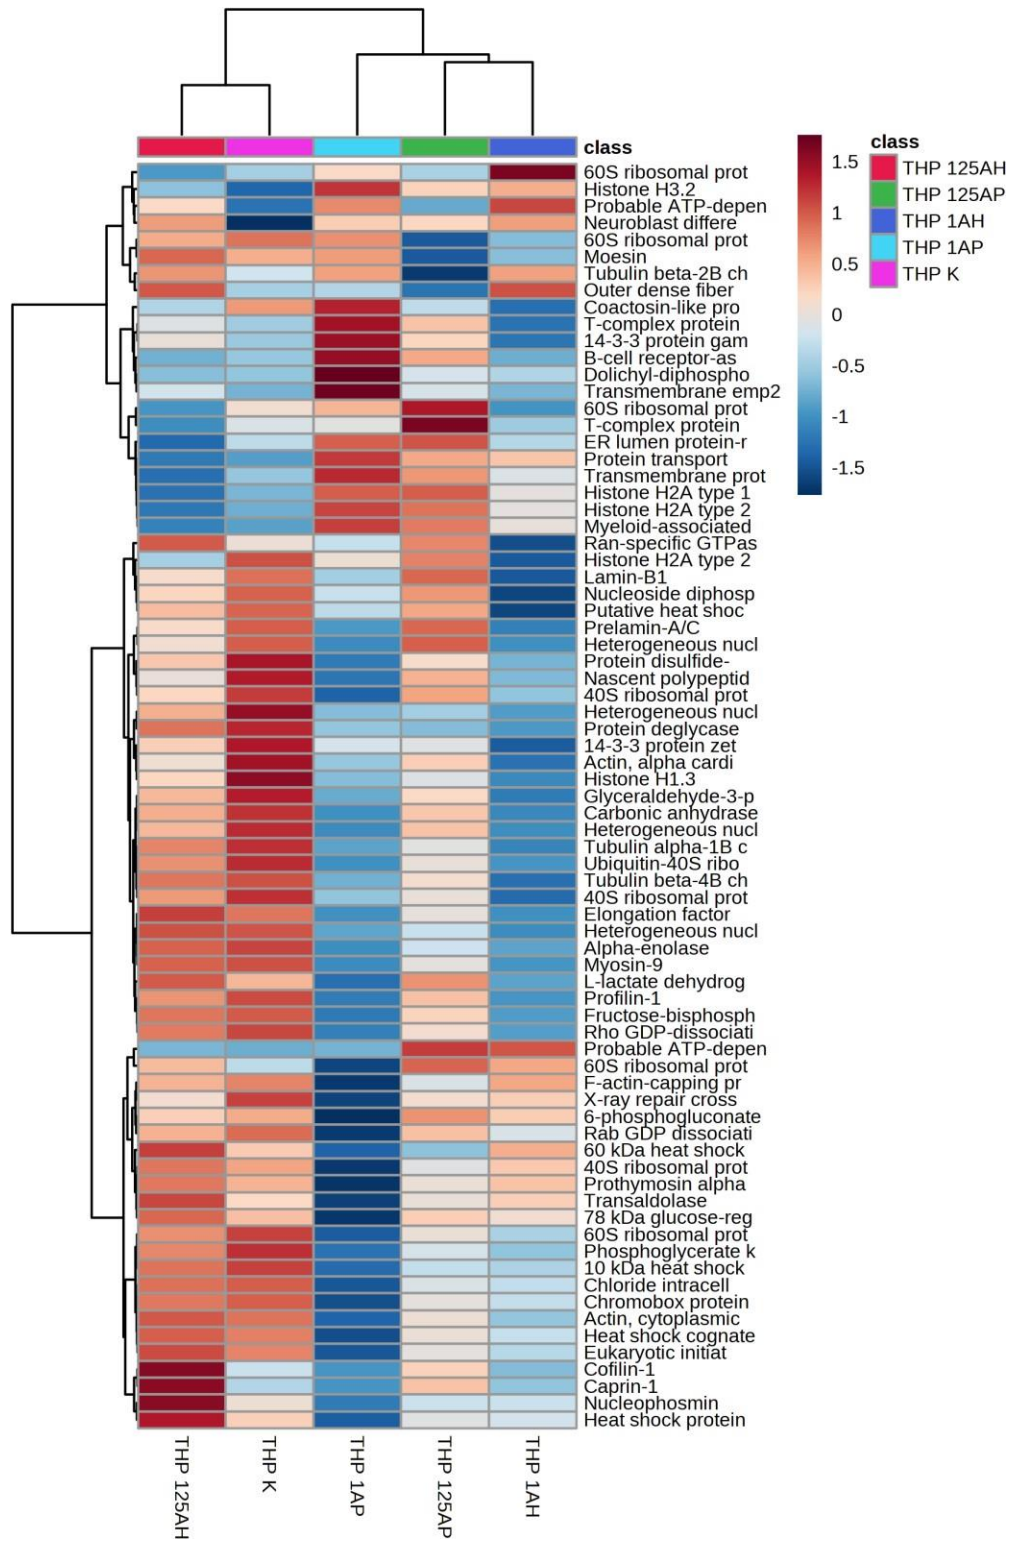 class
60S ribosomal prot
Histone H3.2
Probable ATP-depen
Neuroblast differe
60S ribosomal prot
Moesin
Tubulin beta-2B ch
Outer dense fiber
Coactosin-like pro
T-complex protein
14-3-3 protein gam
B-cell receptor-as
Dolichyl-diphospho
Transmembrane emp2
60S ribosomal prot
T-complex protein
ER lumen protein-r
Protein transport
Transmembrane prot
Histone H2A type 1
Histone H2A type 2
Myeloid-associated
Ran-specific GTPas
Histone H2A type 2
Lamin-B1
Nucleoside diphosp
Putative heat shoc
Prelamin-A/C
Heterogeneous nucl
Protein disulfide-
Nascent polypeptid
40S ribosomal prot
Heterogeneous nucl
Protein deglycase
14-3-3 protein zet
Actin, alpha cardi
Histone H1.3
Glyceraldehyde-3-p
Carbonic anhydrase
Heterogeneous nucl
Tubulin alpha-1B c
Ubiquitin-40S ribo
Tubulin beta-4B ch
40S ribosomal prot
Elongation factor
Heterogeneous nucl
Alpha-enolase
Myosin-9
L-lactate dehydrog
Profilin-1
Fructose-bisphosph
Rho GDP-dissociati
Probable ATP-depen
60S ribosomal prot
F-actin-capping pr
X-ray repair cross
6-phosphogluconate
Rab GDP dissociati
60 kDa heat shock
40S ribosomal prot
Prothymosin alpha
Transaldolase
78 kDa glucose-reg
60S ribosomal prot
Phosphoglycerate k
10 kDa heat shock
Chloride intracell
Chromobox protein
Actin, cytoplasmic
Heat shock cognate
Eukaryotic initiat
Cofilin-1
Caprin-1
Nucleophosmin
Heat shock protein
1.5
1
0.5
0
-0.5
-1
-1.5
class
THP 125AH
THP 125AP
THP 1AH
THP 1AP
THP K
THP 125AH
THP K
THP 1AP
THP 125AP
THP 1AH